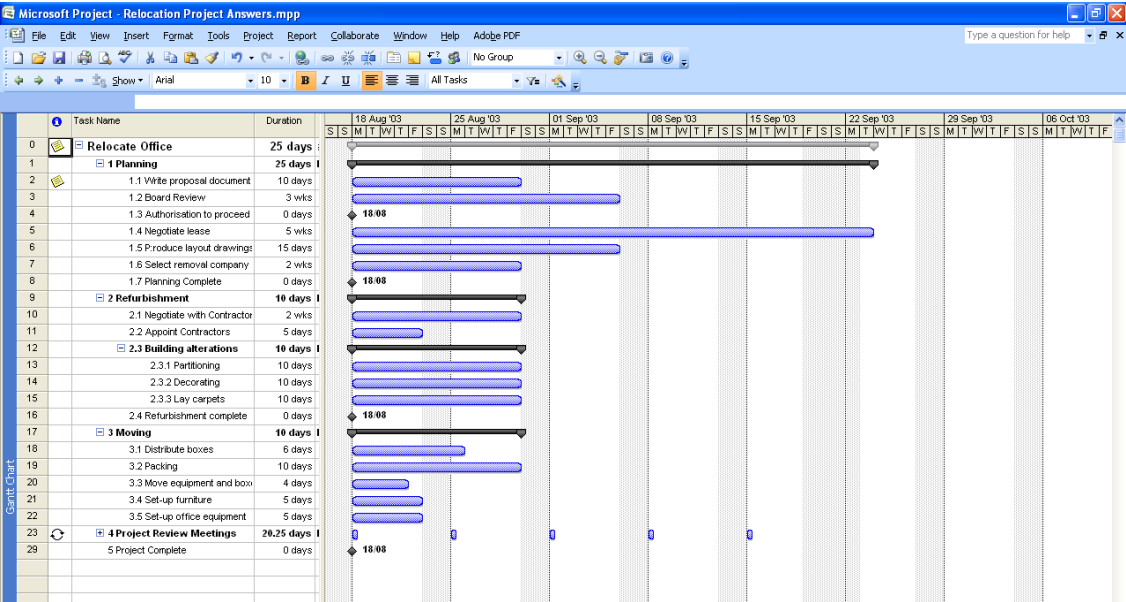 Microsoft Project - Relocation Project Answers.mpp
File Edit View Insert Format Tools Project Report Collaborate Window Help Adobe PDF Type a question for help
No Group
Show Arial 10 B I U All Tasks
Task Name Duration 18 Aug '03 25 Aug '03 01 Sep '03 08 Sep '03 15 Sep '03 22 Sep '03 29 Sep '03 06 Oct '03
S S M T W T F S S M T W T F S S M T W T F S S M T W T F S S M T W T F S S M T W T F S S M T W T F S S M T W T F
0 Relocate Office 25 days
1 1 Planning 25 days
2 1.1 Write proposal document 10 days
3 1.2 Board Review 3 wks
4 1.3 Authorisation to proceed 0 days 18/08
5 1.4 Negotiate lease 5 wks
6 1.5 P:roduce layout drawings 15 days
7 1.6 Select removal company 2 wks
8 1.7 Planning Complete 0 days 18/08
9 2 Refurbishment 10 days
10 2.1 Negotiate with Contractor 2 wks
11 2.2 Appoint Contractors 5 days
12 2.3 Building alterations 10 days
13 2.3.1 Partitioning 10 days
14 2.3.2 Decorating 10 days
15 2.3.3 Lay carpets 10 days
16 2.4 Refurbishment complete 0 days 18/08
17 3 Moving 10 days
18 3.1 Distribute boxes 6 days
19 3.2 Packing 10 days
20 3.3 Move equipment and boxe 4 days
21 3.4 Set-up furniture 5 days
22 3.5 Set-up office equipment 5 days
23 4 Project Review Meetings 20.25 days
29 5 Project Complete 0 days 18/08
Gantt Chart